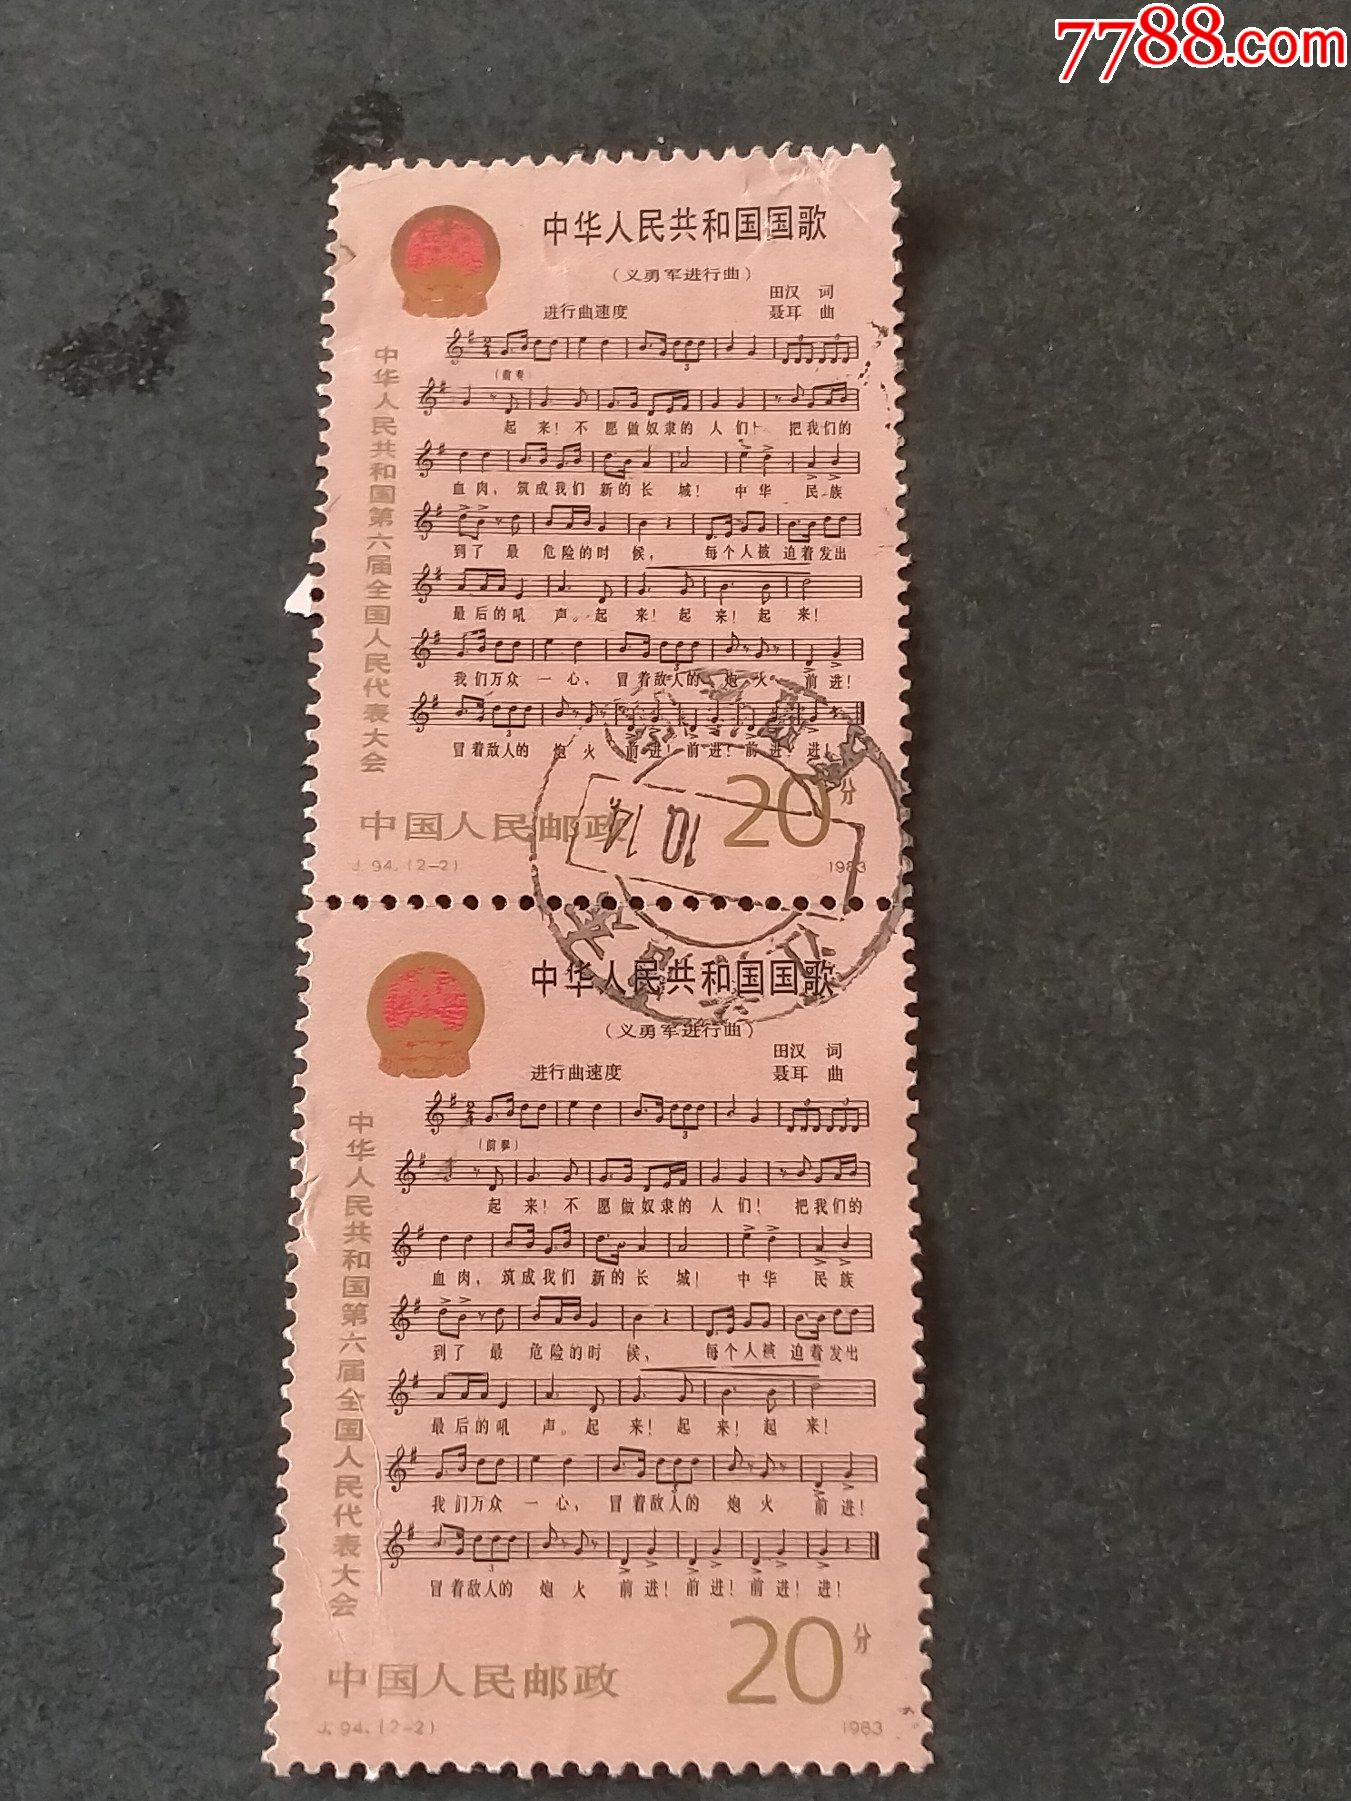 7788.com
中华人民共和国国歌
(义勇军进行曲)
田汉 词
进行曲速度 聂耳 曲
(前奏)
起 来! 不 愿做奴隶的 人 们! 把我们的
血肉, 筑成我们 新的长 城! 中华 民族
到了 最 危险的时 候, 每个人被 迫着发出
最后的吼 声。起 来! 起 来! 起 来!
我们万众 一 心, 冒着敌人的 炮 火 前进!
冒着敌人的 炮 火 前进! 前进! 前进! 进!
中华人民共和国第六届全国人民代表大会
20分
中国人民邮政
J.94.(2-2) 1983
中华人民共和国国歌
(义勇军进行曲)
田汉 词
进行曲速度 聂耳 曲
(前奏)
起 来! 不 愿做奴隶的 人 们! 把我们的
血肉, 筑成我们 新的长 城! 中华 民族
到了 最 危险的时 候, 每个人被 迫着发出
最后的吼 声。起 来! 起 来! 起 来!
我们万众 一 心, 冒着敌人的 炮 火 前进!
冒着敌人的 炮 火 前进! 前进! 前进! 进!
中华人民共和国第六届全国人民代表大会
20分
中国人民邮政
J.94.(2-2) 1983